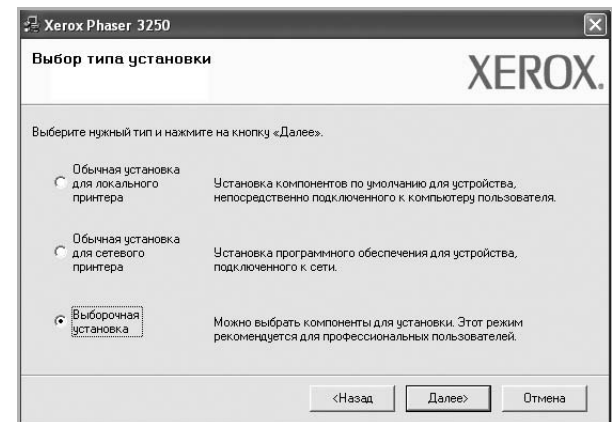 Xerox Phaser 3250
Выбор типа установки
XEROX.
Выберите нужный тип и нажмите на кнопку «Далее».
Обычная установка
для локального
принтера
Установка компонентов по умолчанию для устройства,
непосредственно подключенного к компьютеру пользователя.
Обычная установка
для сетевого
принтера
Установка программного обеспечения для устройства,
подключенного к сети.
Выборочная
установка
Можно выбрать компоненты для установки. Этот режим
рекомендуется для профессиональных пользователей.
<Назад
Далее>
Отмена